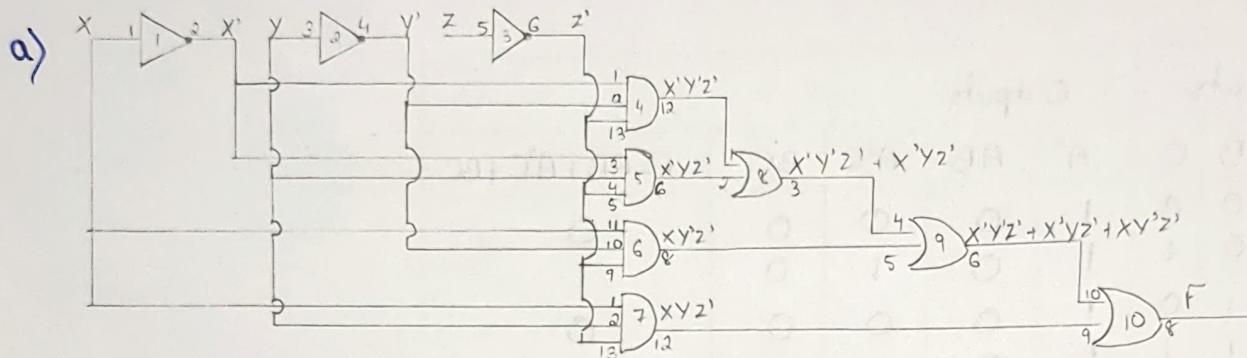 a)
X 1 1 2 X' Y 3 2 4 Y' Z 5 3 6 Z'
1 X'Y'Z'
2 4 12
13
3 X'YZ' X'Y'Z' + X'YZ'
4 5 6 2 8 3
5
11 XY'Z' 4 X'Y'Z' + X'YZ' + XY'Z'
10 6 8 5 9 6
9
1 XYZ' 10 F
2 7 12 9 10 8
13